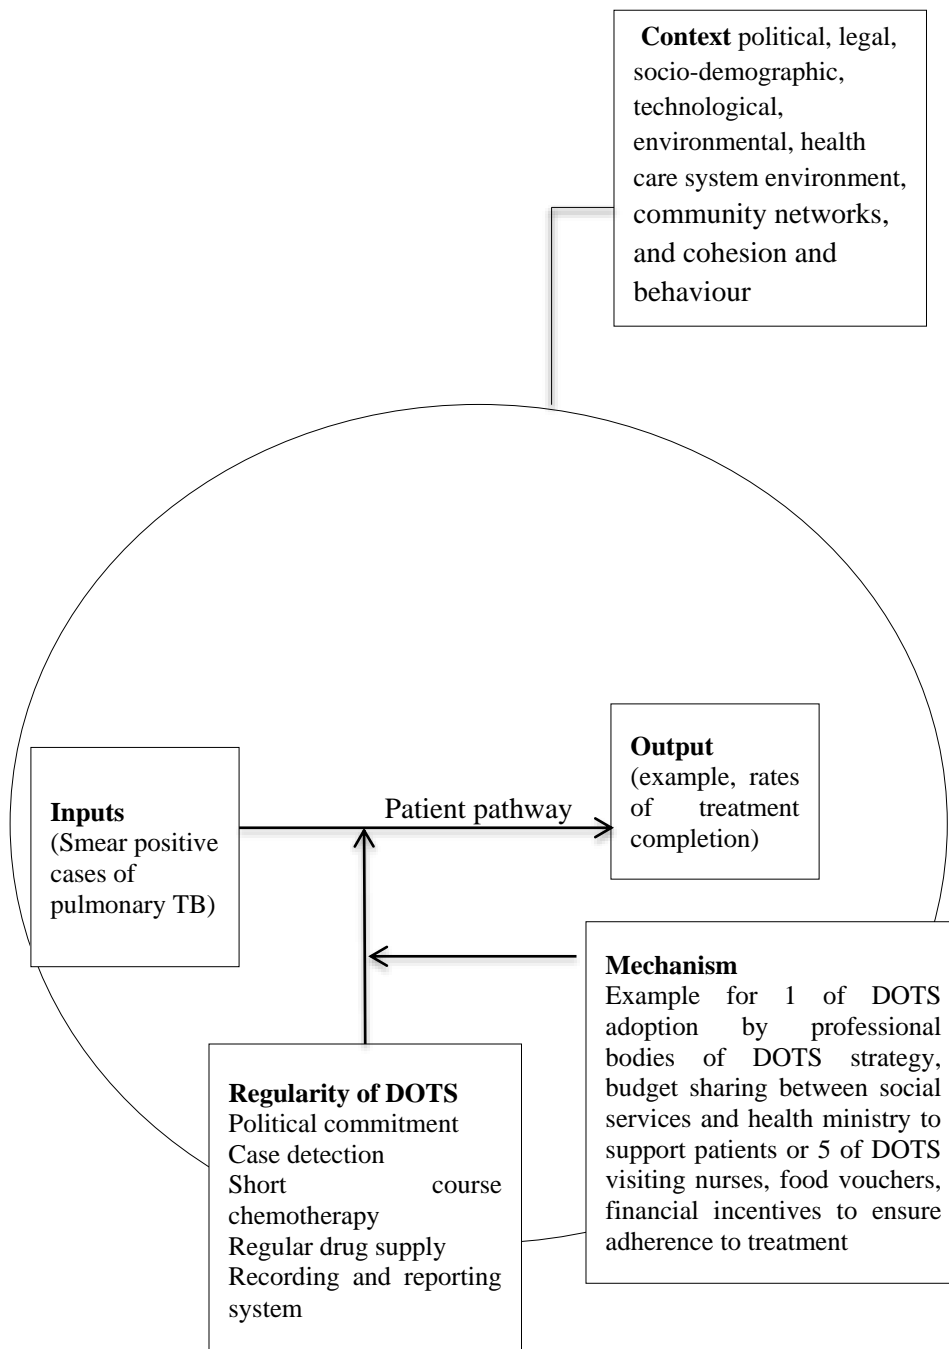 Context political, legal,
socio-demographic,
technological,
environmental, health
care system environment,
community networks,
and cohesion and
behaviour
Inputs
(Smear positive
cases of
pulmonary TB)
Patient pathway
Output
(example, rates
of treatment
completion)
Mechanism
Example for 1 of DOTS
adoption by professional
bodies of DOTS strategy,
budget sharing between social
services and health ministry to
support patients or 5 of DOTS
visiting nurses, food vouchers,
financial incentives to ensure
adherence to treatment
Regularity of DOTS
Political commitment
Case detection
Short course
chemotherapy
Regular drug supply
Recording and reporting
system